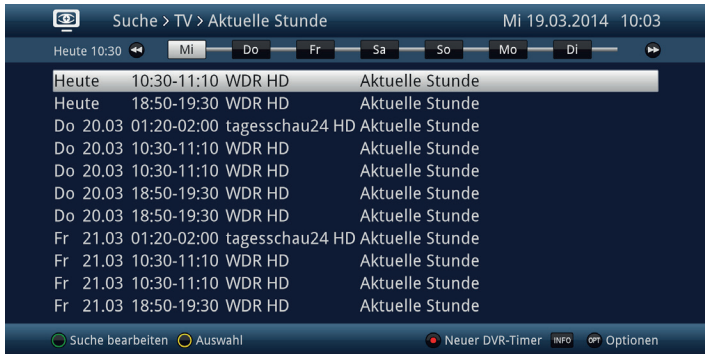 Suche > TV > Aktuelle Stunde Mi 19.03.2014 10:03
Heute 10:30 Mi Do Fr Sa So Mo Di
Heute 10:30-11:10 WDR HD Aktuelle Stunde
Heute 18:50-19:30 WDR HD Aktuelle Stunde
Do 20.03 01:20-02:00 tagesschau24 HD Aktuelle Stunde
Do 20.03 10:30-11:10 WDR HD Aktuelle Stunde
Do 20.03 10:30-11:10 WDR HD Aktuelle Stunde
Do 20.03 18:50-19:30 WDR HD Aktuelle Stunde
Do 20.03 18:50-19:30 WDR HD Aktuelle Stunde
Fr 21.03 01:20-02:00 tagesschau24 HD Aktuelle Stunde
Fr 21.03 10:30-11:10 WDR HD Aktuelle Stunde
Fr 21.03 10:30-11:10 WDR HD Aktuelle Stunde
Fr 21.03 18:50-19:30 WDR HD Aktuelle Stunde
Suche bearbeiten Auswahl Neuer DVR-Timer INFO OPT Optionen